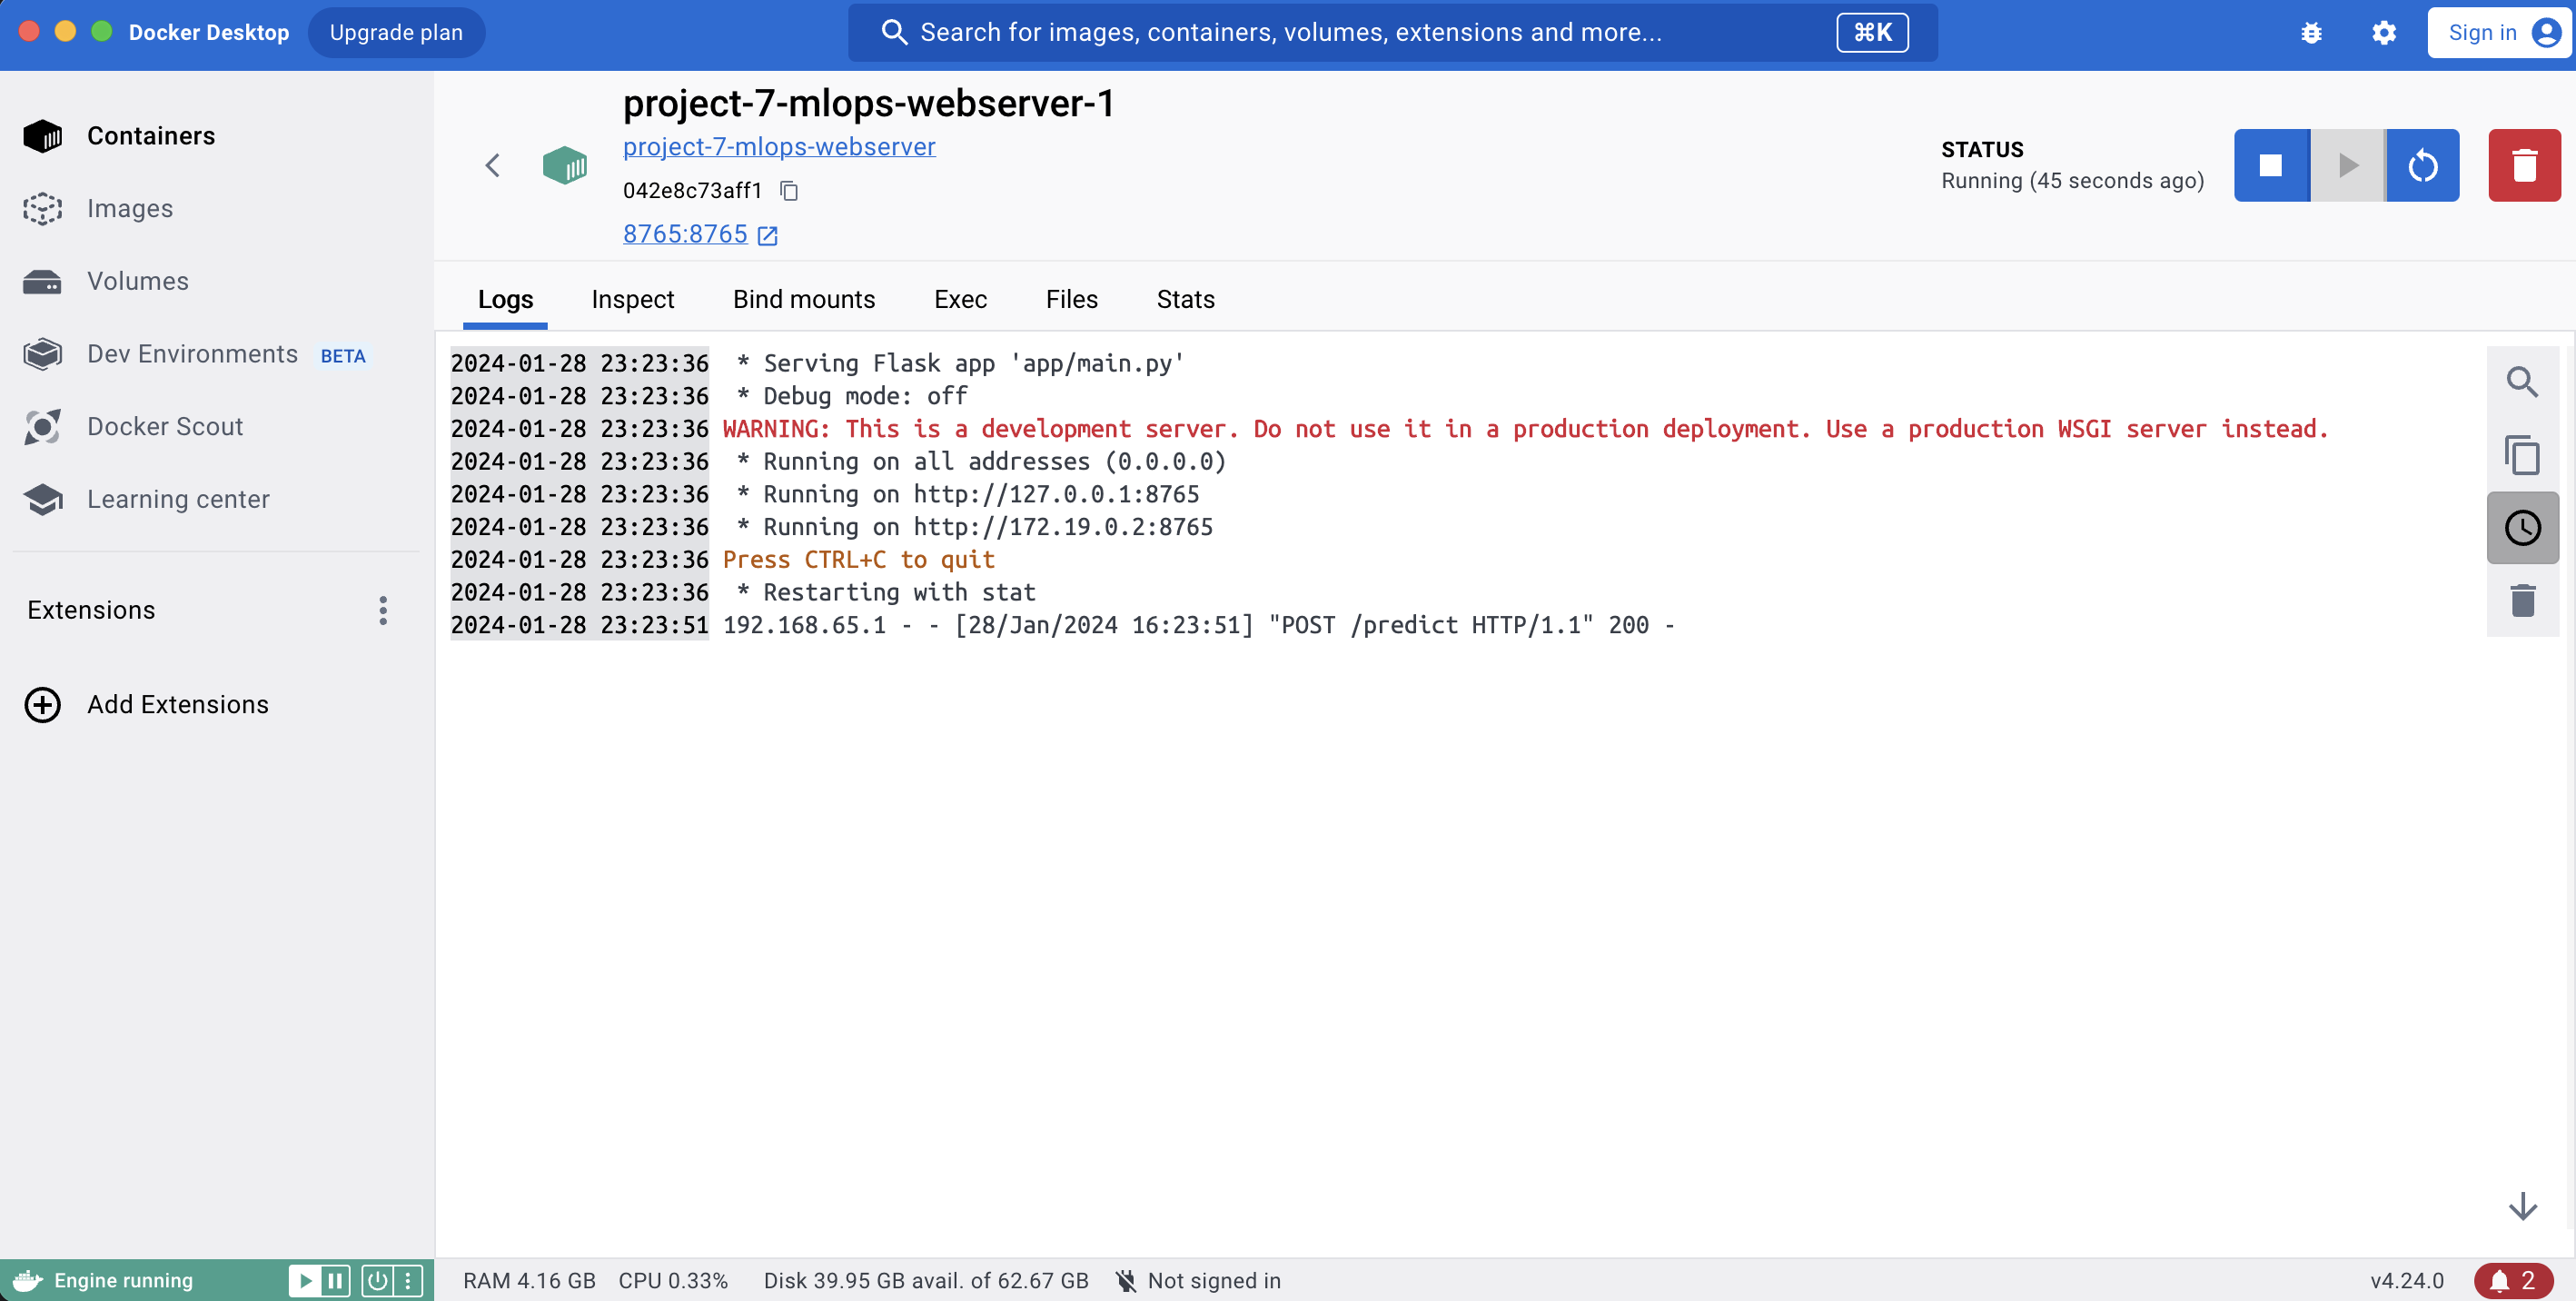 Docker Desktop Upgrade plan Search for images, containers, volumes, extensions and more... ⌘K Sign in
Containers
Images
Volumes
Dev Environments BETA
Docker Scout
Learning center
Extensions
Add Extensions
project-7-mlops-webserver-1
project-7-mlops-webserver
042e8c73aff1
8765:8765
STATUS
Running (45 seconds ago)
Logs Inspect Bind mounts Exec Files Stats
2024-01-28 23:23:36  * Serving Flask app 'app/main.py'
2024-01-28 23:23:36  * Debug mode: off
2024-01-28 23:23:36 WARNING: This is a development server. Do not use it in a production deployment. Use a production WSGI server instead.
2024-01-28 23:23:36  * Running on all addresses (0.0.0.0)
2024-01-28 23:23:36  * Running on http://127.0.0.1:8765
2024-01-28 23:23:36  * Running on http://172.19.0.2:8765
2024-01-28 23:23:36 Press CTRL+C to quit
2024-01-28 23:23:36  * Restarting with stat
2024-01-28 23:23:51 192.168.65.1 - - [28/Jan/2024 16:23:51] "POST /predict HTTP/1.1" 200 -
Engine running RAM 4.16 GB CPU 0.33% Disk 39.95 GB avail. of 62.67 GB Not signed in v4.24.0 2